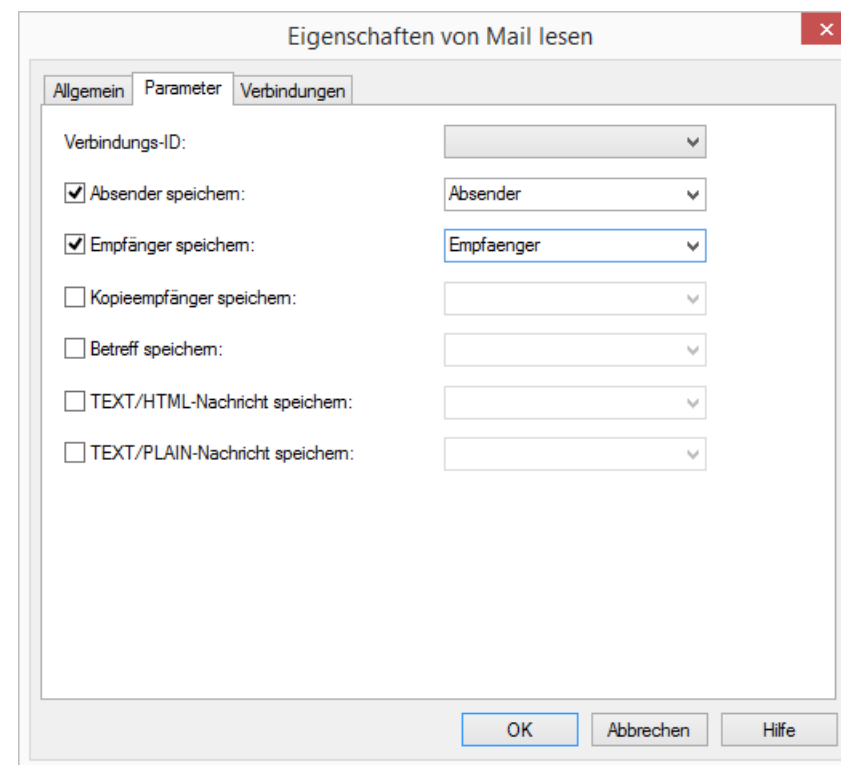 Eigenschaften von Mail lesen
Allgemein Parameter Verbindungen
Verbindungs-ID:
Absender speichern: Absender
Empfänger speichern: Empfaenger
Kopieempfänger speichern:
Betreff speichern:
TEXT/HTML-Nachricht speichern:
TEXT/PLAIN-Nachricht speichern:
OK Abbrechen Hilfe